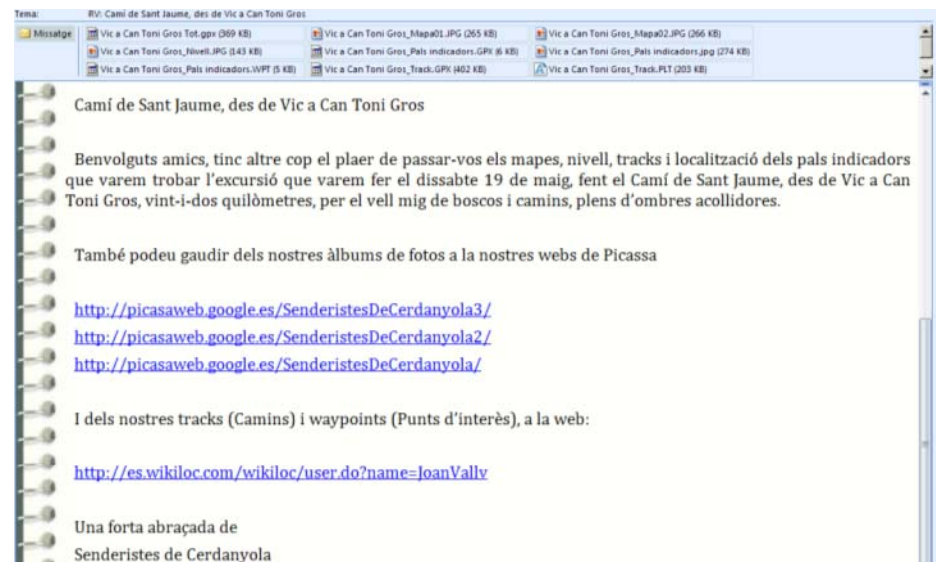 Tema: RV: Camí de Sant Jaume, des de Vic a Can Toni Gros
Missatge Vic a Can Toni Gros Tot.gpx (369 KB) Vic a Can Toni Gros_Mapa01.JPG (265 KB) Vic a Can Toni Gros_Mapa02.JPG (266 KB)
Vic a Can Toni Gros_Nivell.JPG (143 KB) Vic a Can Toni Gros_Pals indicadors.GPX (6 KB) Vic a Can Toni Gros_Pals indicadors.jpg (274 KB)
Vic a Can Toni Gros_Pals indicadors.WPT (5 KB) Vic a Can Toni Gros_Track.GPX (402 KB) Vic a Can Toni Gros_Track.PLT (203 KB)
Camí de Sant Jaume, des de Vic a Can Toni Gros
Benvolguts amics, tinc altre cop el plaer de passar-vos els mapes, nivell, tracks i localització dels pals indicadors
que varem trobar l'excursió que varem fer el dissabte 19 de maig, fent el Camí de Sant Jaume, des de Vic a Can
Toni Gros, vint-i-dos quilòmetres, per el vell mig de boscos i camins, plens d'ombres acollidores.
També podeu gaudir dels nostres àlbums de fotos a la nostres webs de Picassa
http://picasaweb.google.es/SenderistesDeCerdanyola3/
http://picasaweb.google.es/SenderistesDeCerdanyola2/
http://picasaweb.google.es/SenderistesDeCerdanyola/
I dels nostres tracks (Camins) i waypoints (Punts d'interès), a la web:
http://es.wikiloc.com/wikiloc/user.do?name=JoanVallv
Una forta abraçada de
Senderistes de Cerdanyola